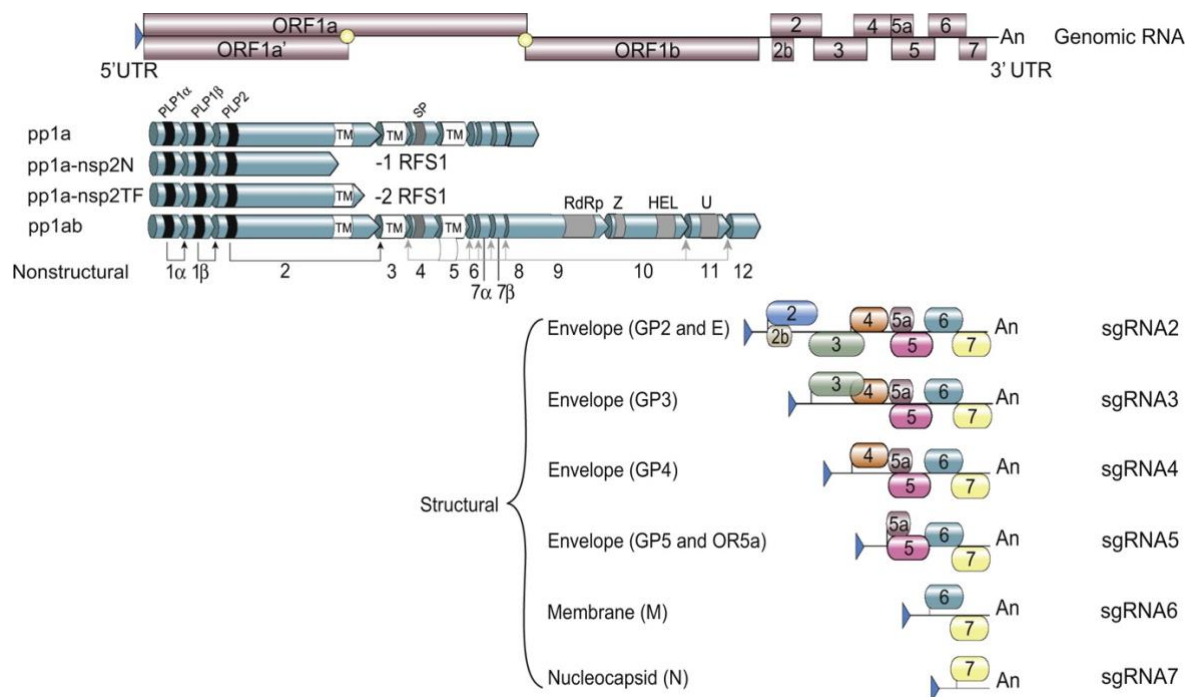 ORF1a 2 4 5a 6 An Genomic RNA
ORF1a' ORF1b 2b 3 5 7
5'UTR 3' UTR
PLP1α PLP1β PLP2 SP
pp1a TM TM TM
pp1a-nsp2N -1 RFS1
pp1a-nsp2TF TM -2 RFS1
RdRp Z HEL U
pp1ab TM TM TM
Nonstructural 1α 1β 2 3 4 5 6 8 9 10 11 12
7α 7β
Structural
Envelope (GP2 and E) 2 2b 3 4 5a 5 6 7 An sgRNA2
Envelope (GP3) 3 4 5a 5 6 7 An sgRNA3
Envelope (GP4) 4 5a 5 6 7 An sgRNA4
Envelope (GP5 and OR5a) 5a 5 6 7 An sgRNA5
Membrane (M) 6 7 An sgRNA6
Nucleocapsid (N) 7 An sgRNA7